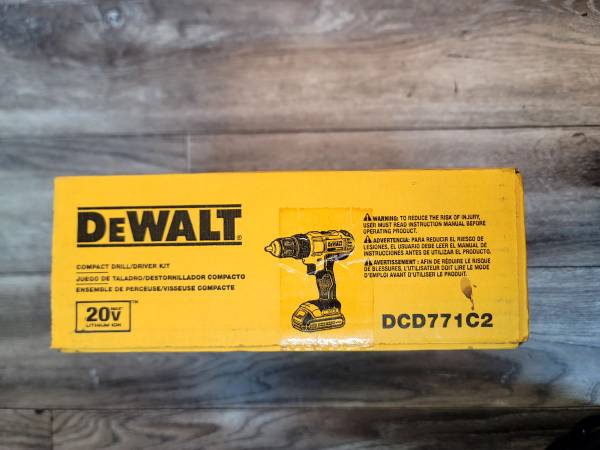 DEWALT®
COMPACT DRILL/DRIVER KIT
JUEGO DE TALADRO/DESTORNILLADOR COMPACTO
ENSEMBLE DE PERCEUSE/VISSEUSE COMPACTE
20V MAX™
LITHIUM ION
WARNING: TO REDUCE THE RISK OF INJURY,
USER MUST READ INSTRUCTION MANUAL BEFORE
OPERATING PRODUCT.
ADVERTENCIA: PARA REDUCIR EL RIESGO DE
LESIONES, EL USUARIO DEBE LEER EL MANUAL DE
INSTRUCCIONES ANTES DE UTILIZAR EL PRODUCTO.
AVERTISSEMENT : AFIN DE RÉDUIRE LE RISQUE
DE BLESSURES, L'UTILISATEUR DOIT LIRE LE MODE
D'EMPLOI AVANT D'UTILISER LE PRODUIT.
DCD771C2